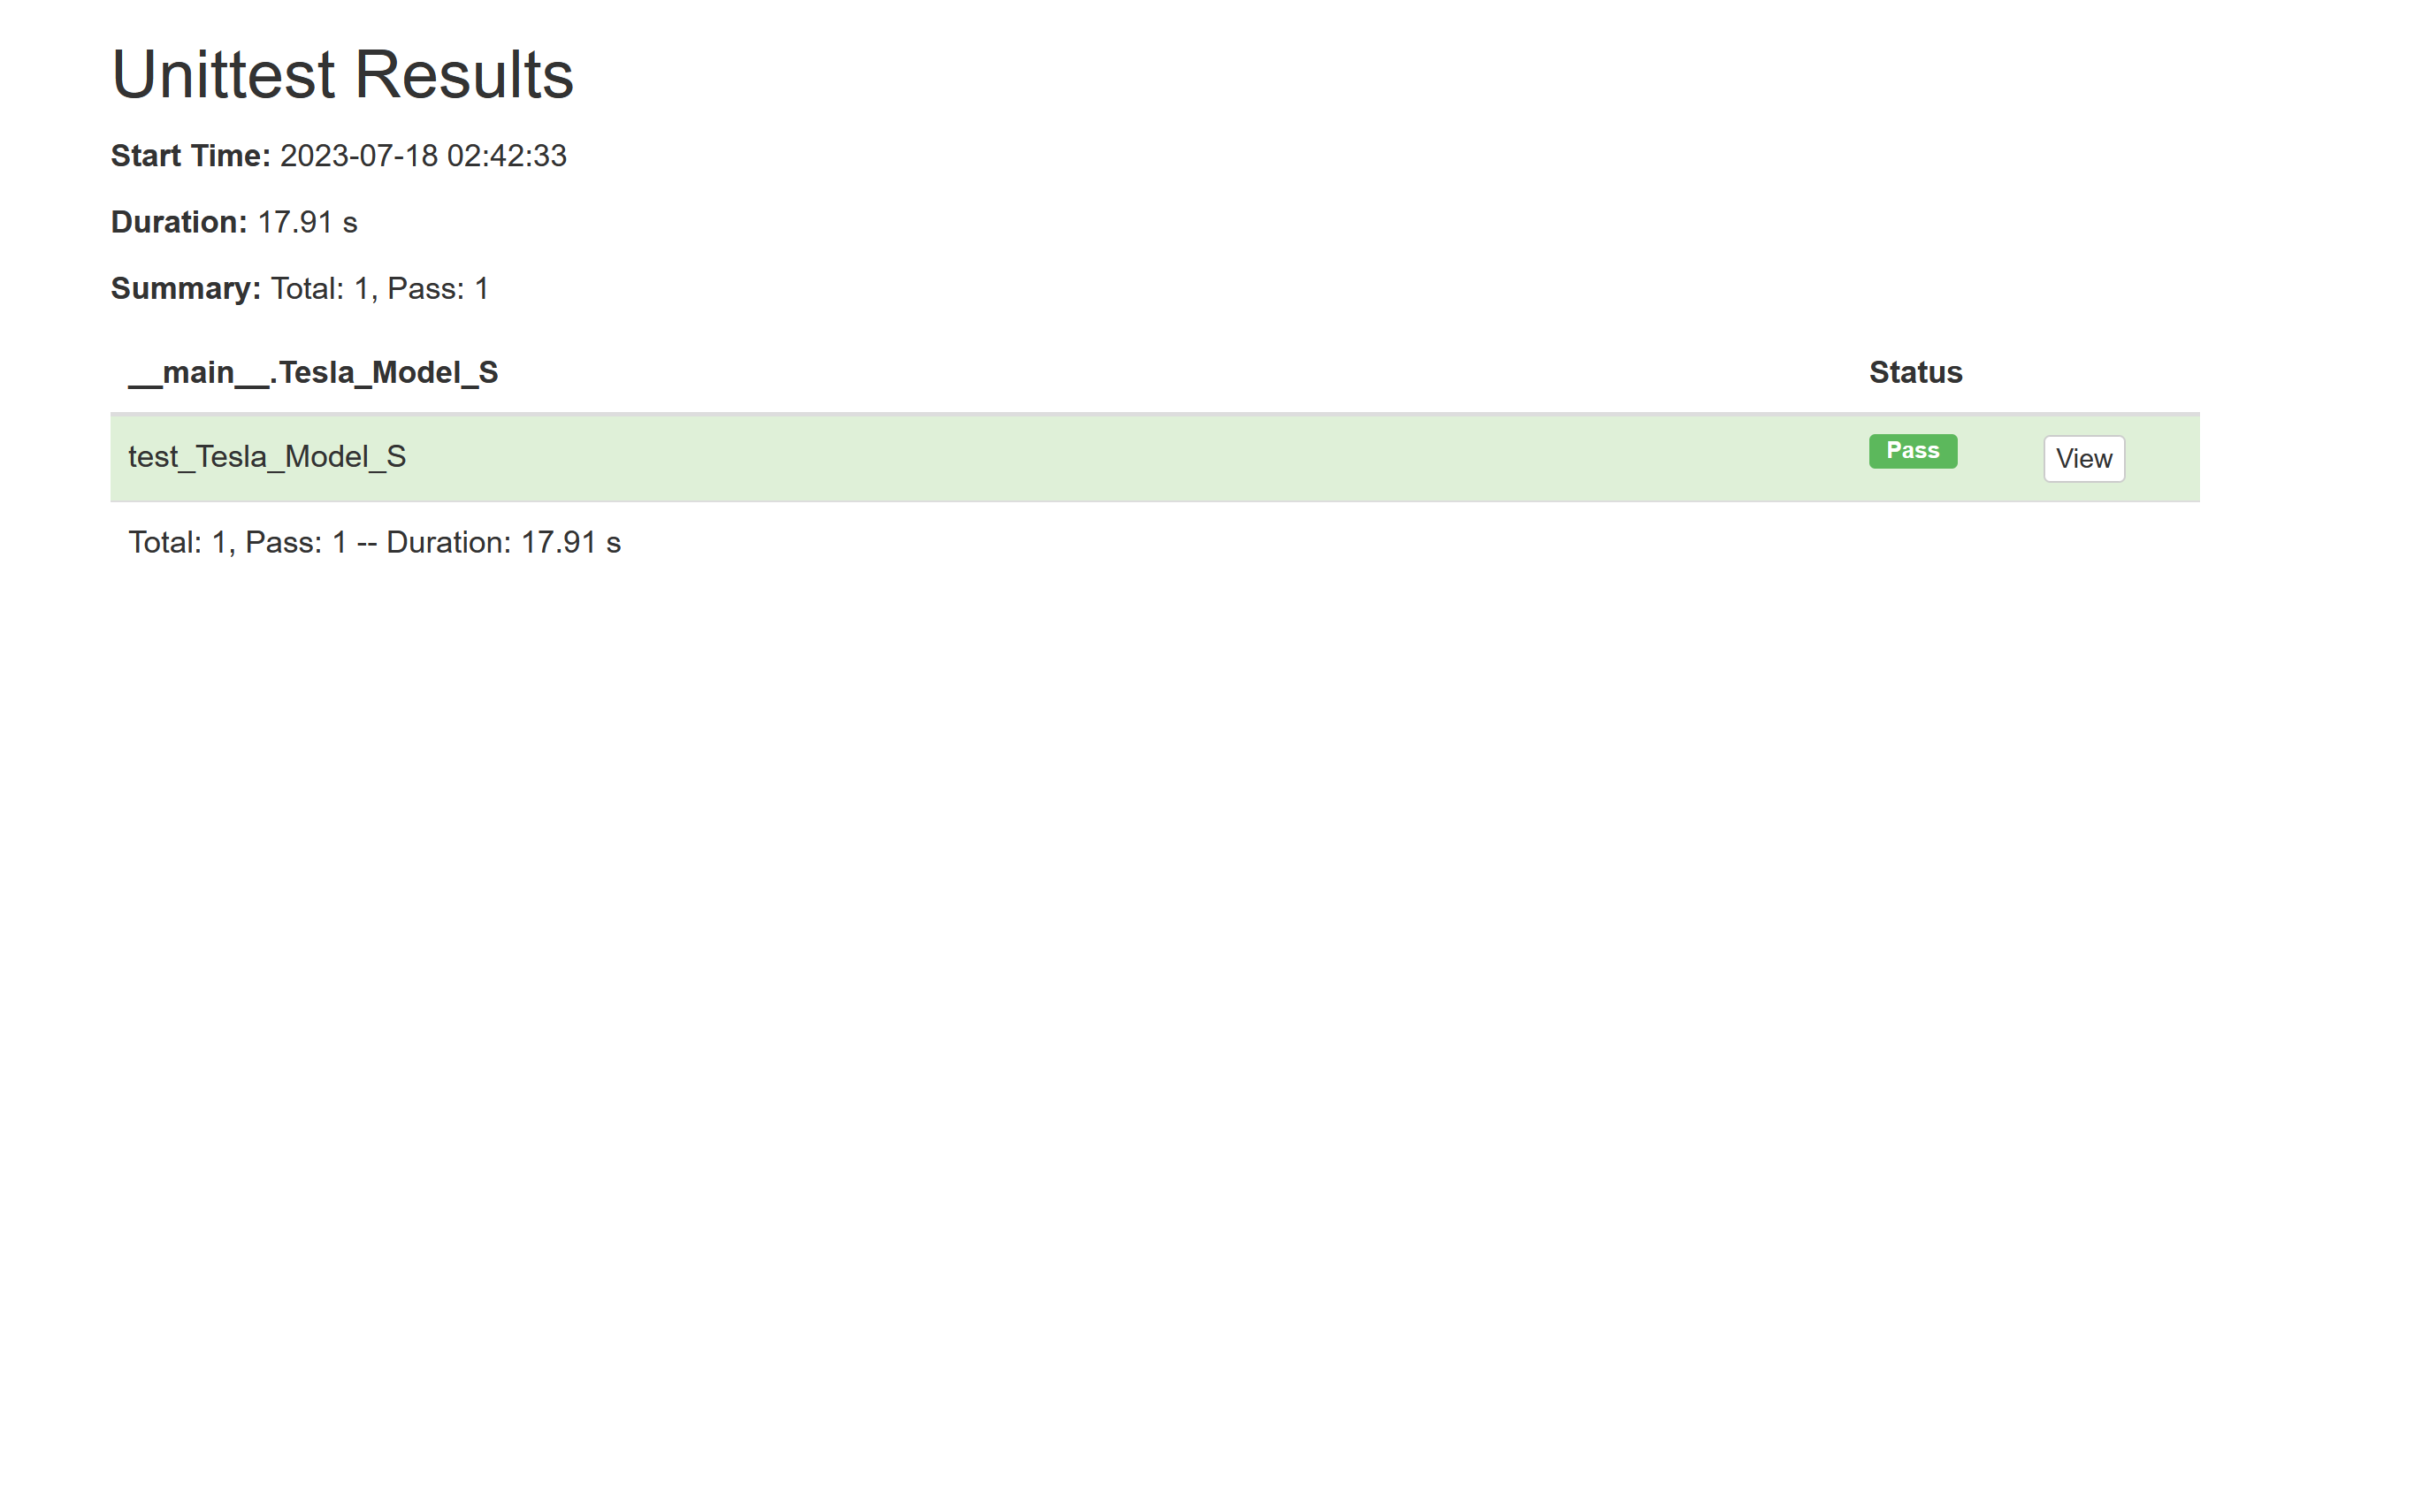 Unittest Results
Start Time: 2023-07-18 02:42:33
Duration: 17.91 s
Summary: Total: 1, Pass: 1
__main__.Tesla_Model_S Status
test_Tesla_Model_S Pass View
Total: 1, Pass: 1 -- Duration: 17.91 s